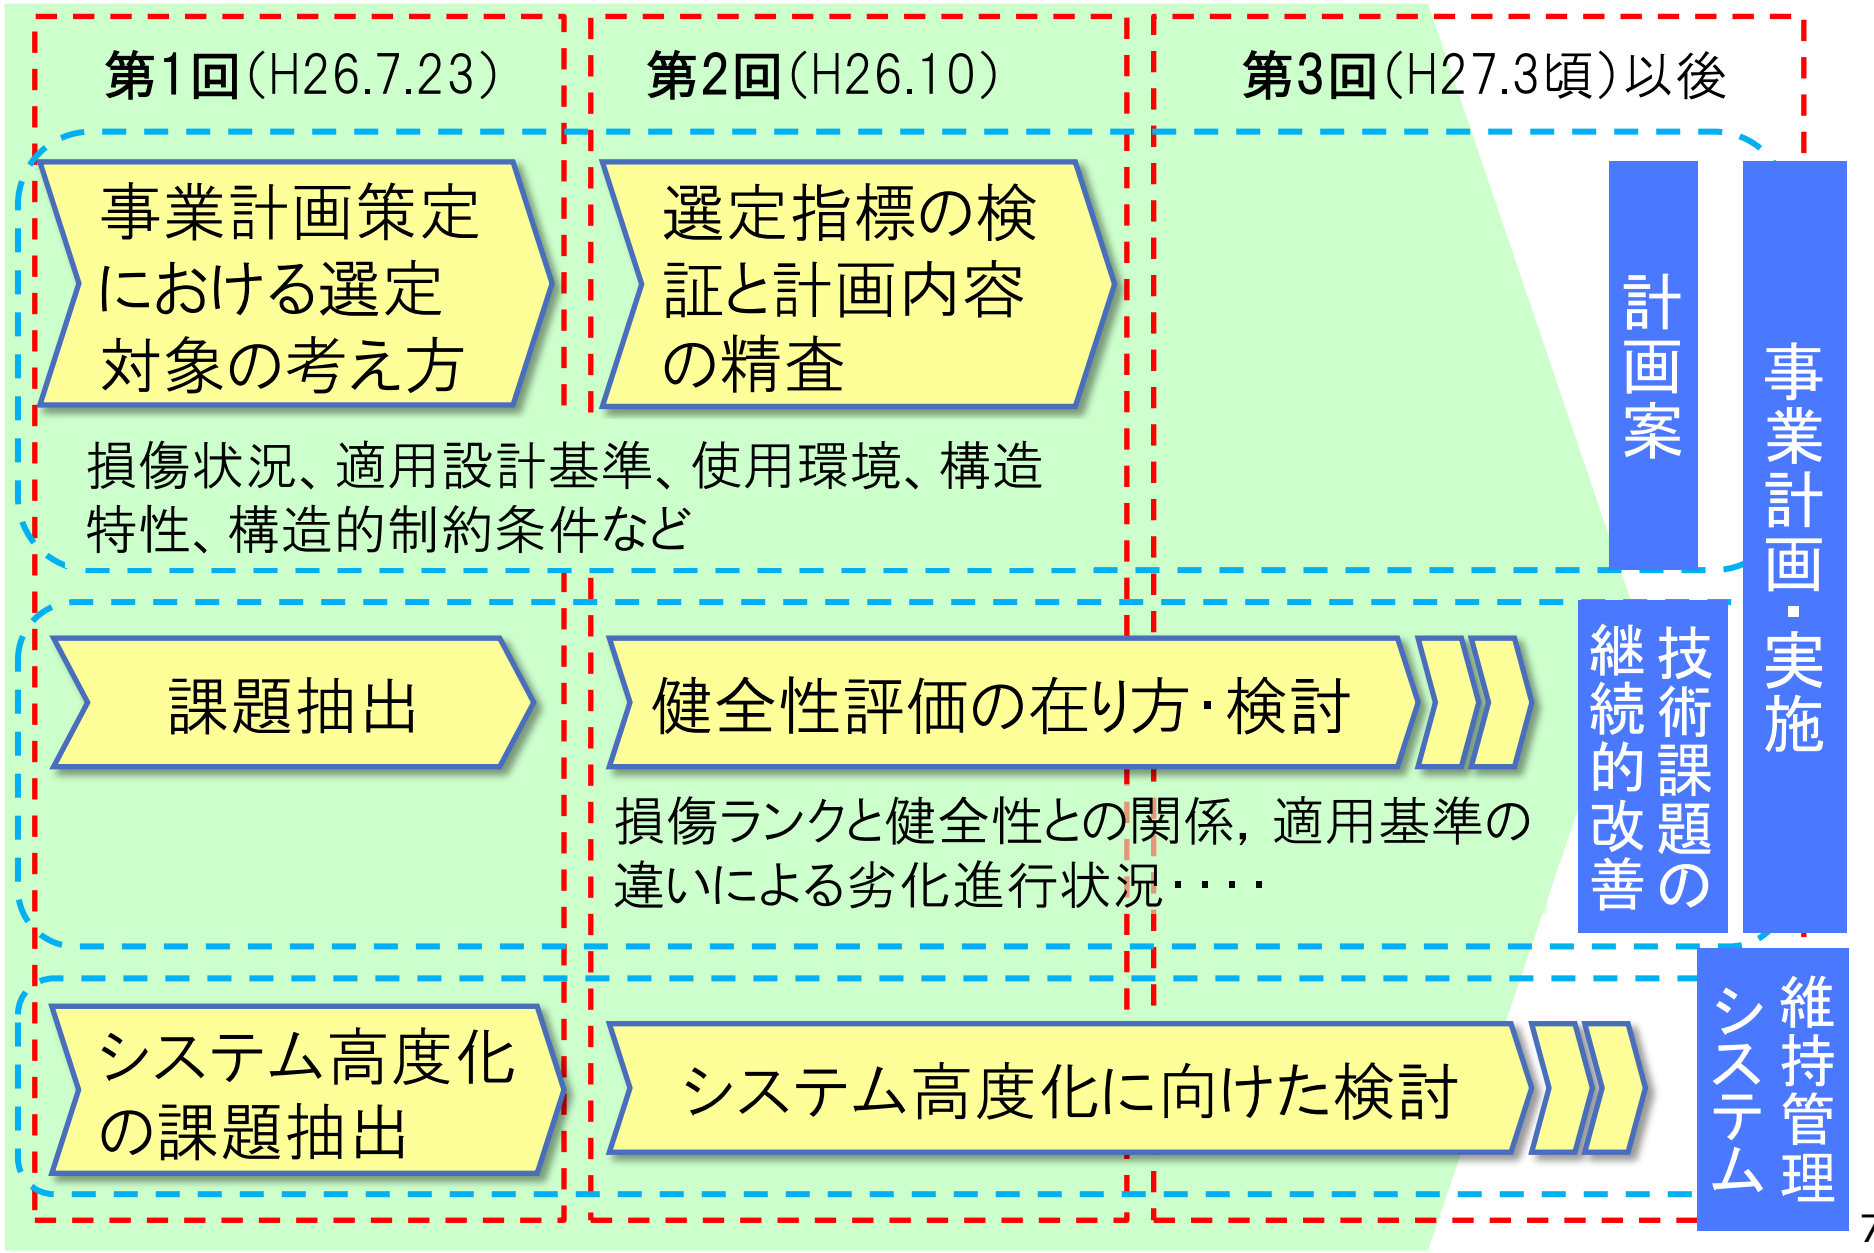 第1回(H26.7.23)
第2回(H26.10)
第3回(H27.3頃)以後
事業計画策定
における選定
対象の考え方
選定指標の検
証と計画内容
の精査
損傷状況、適用設計基準、使用環境、構造
特性、構造的制約条件など
計画案
事業計画・実施
課題抽出
健全性評価の在り方・検討
損傷ランクと健全性との関係，適用基準の
違いによる劣化進行状況・・・・
技術課題の
継続的改善
システム高度化
の課題抽出
システム高度化に向けた検討
維持管理
システム